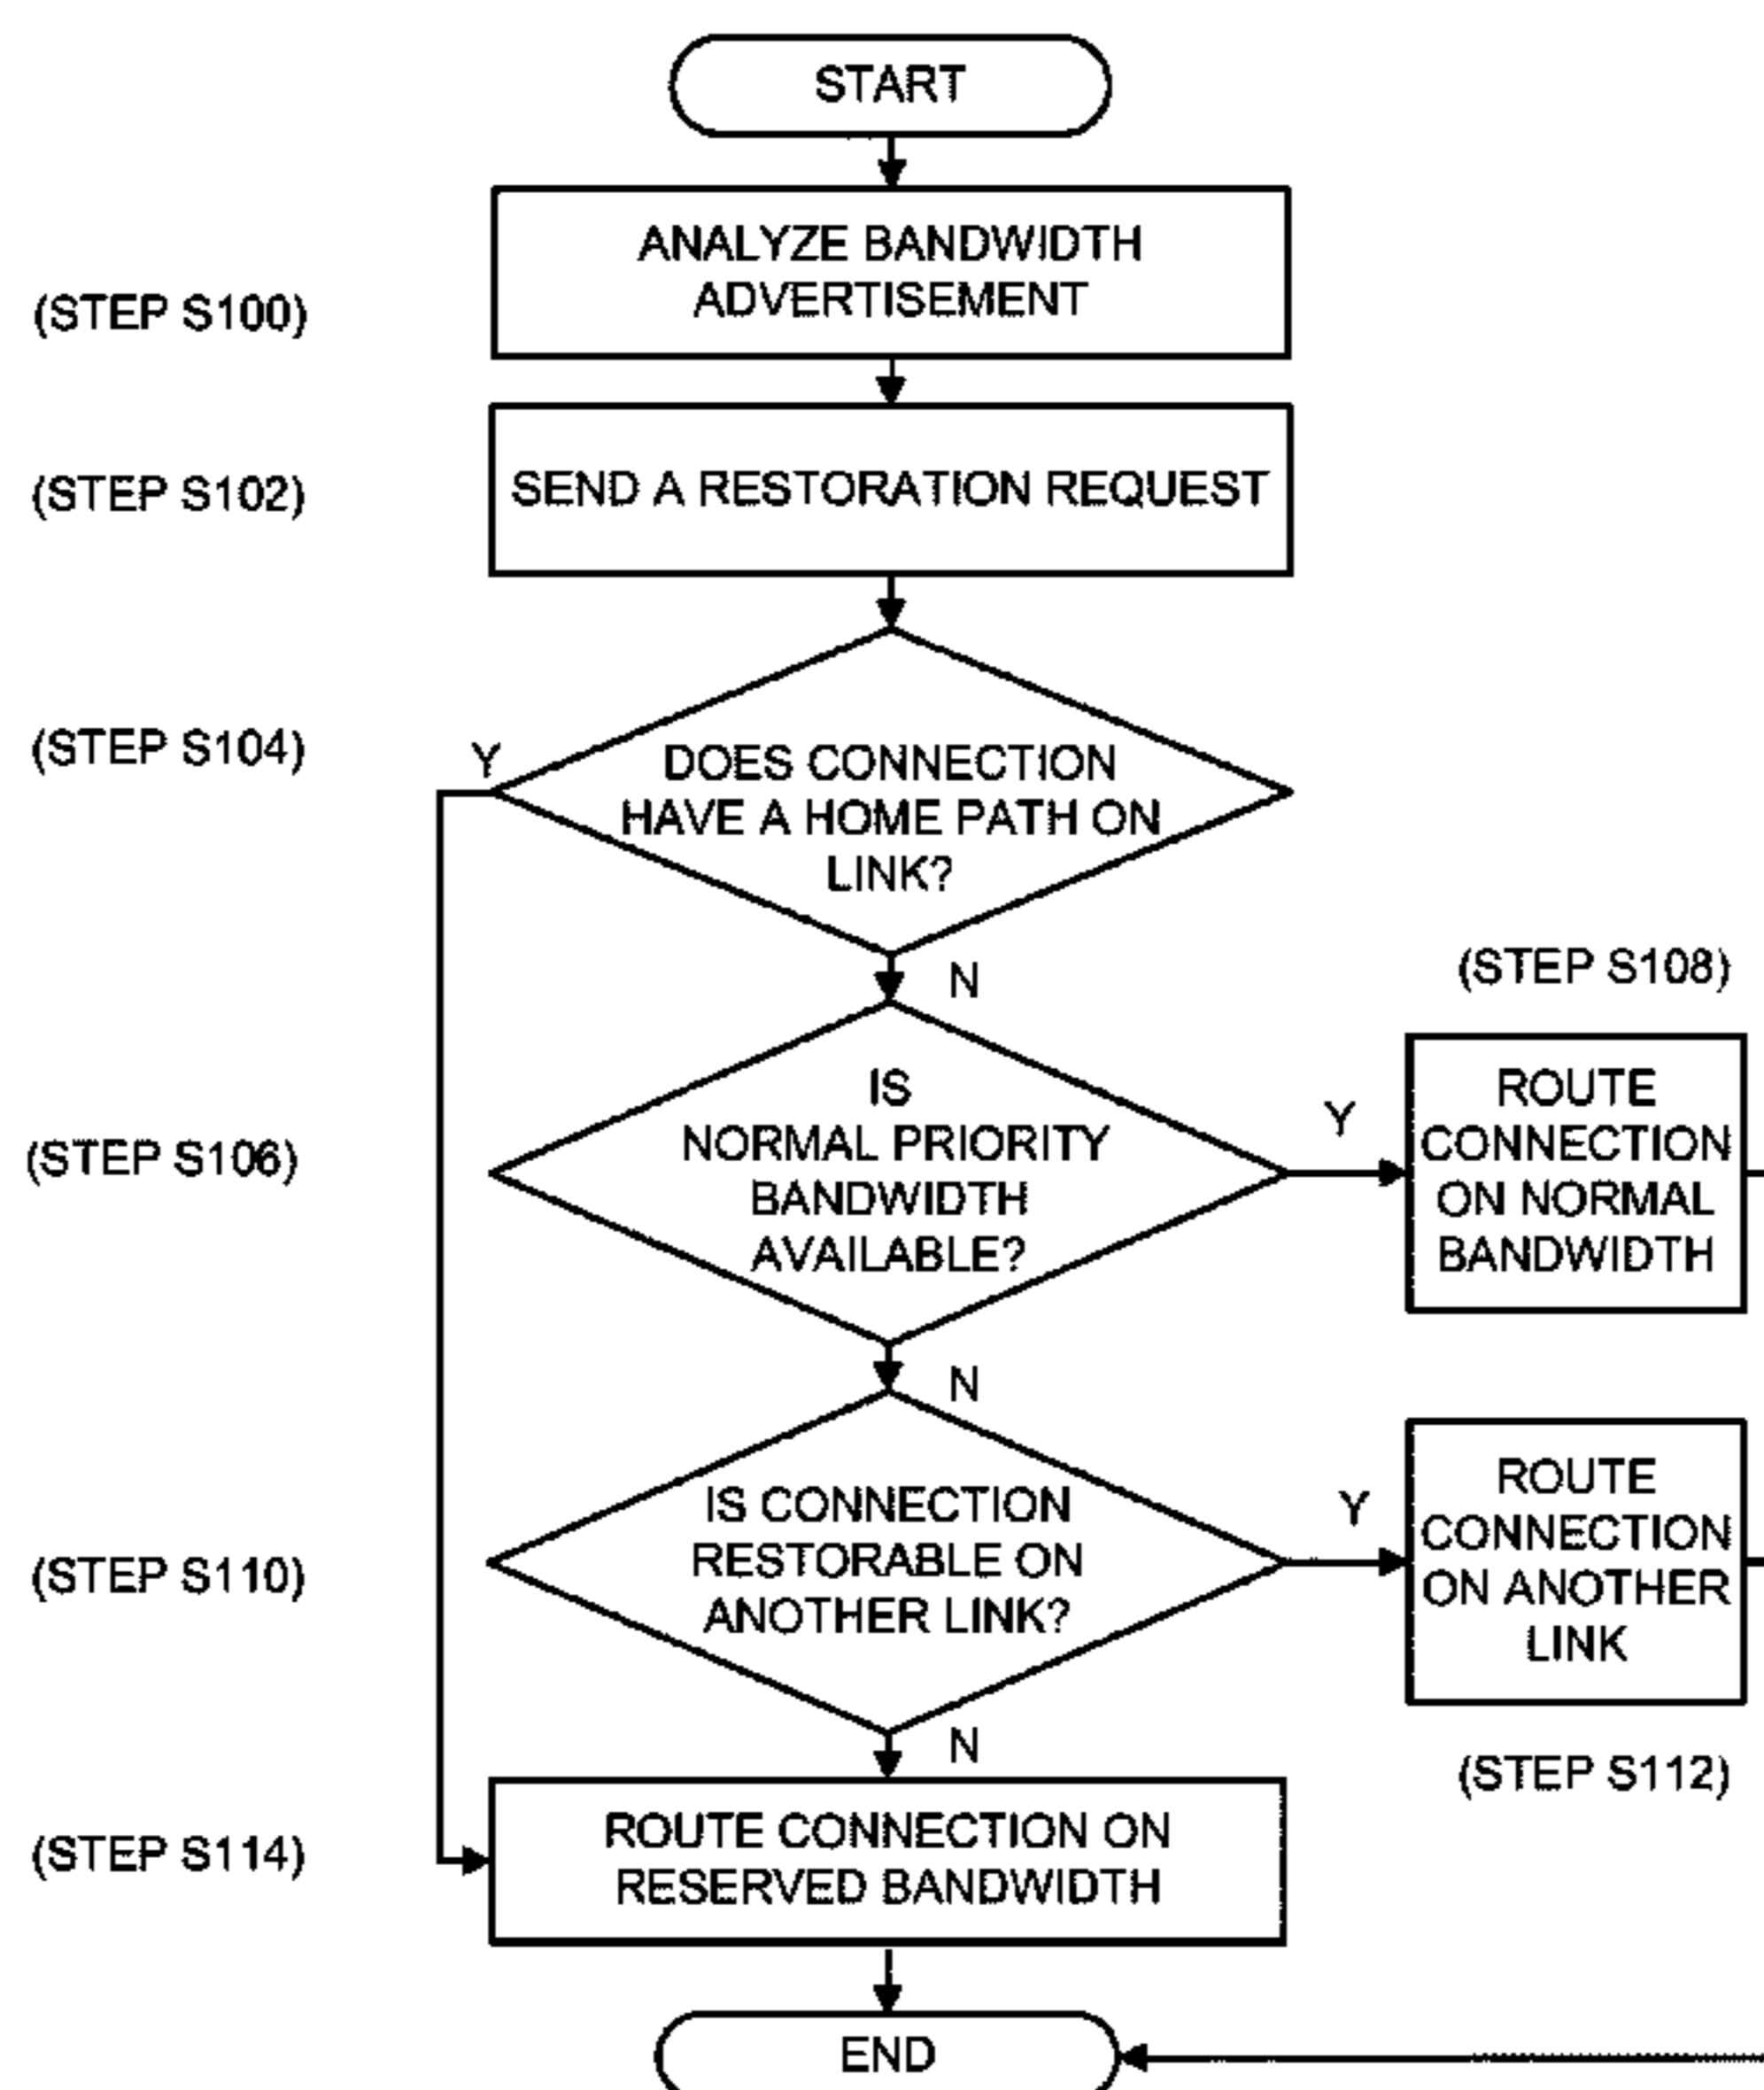 START
ANALYZE BANDWIDTH
ADVERTISEMENT
(STEP S100)
SEND A RESTORATION REQUEST
(STEP S102)
(STEP S104)
Y
DOES CONNECTION
HAVE A HOME PATH ON
LINK?
N
(STEP S108)
IS
NORMAL PRIORITY
BANDWIDTH
AVAILABLE?
(STEP S106)
Y
ROUTE
CONNECTION
ON NORMAL
BANDWIDTH
N
IS CONNECTION
RESTORABLE ON
ANOTHER LINK?
(STEP S110)
Y
ROUTE
CONNECTION
ON ANOTHER
LINK
N
(STEP S112)
ROUTE CONNECTION ON
RESERVED BANDWIDTH
(STEP S114)
END